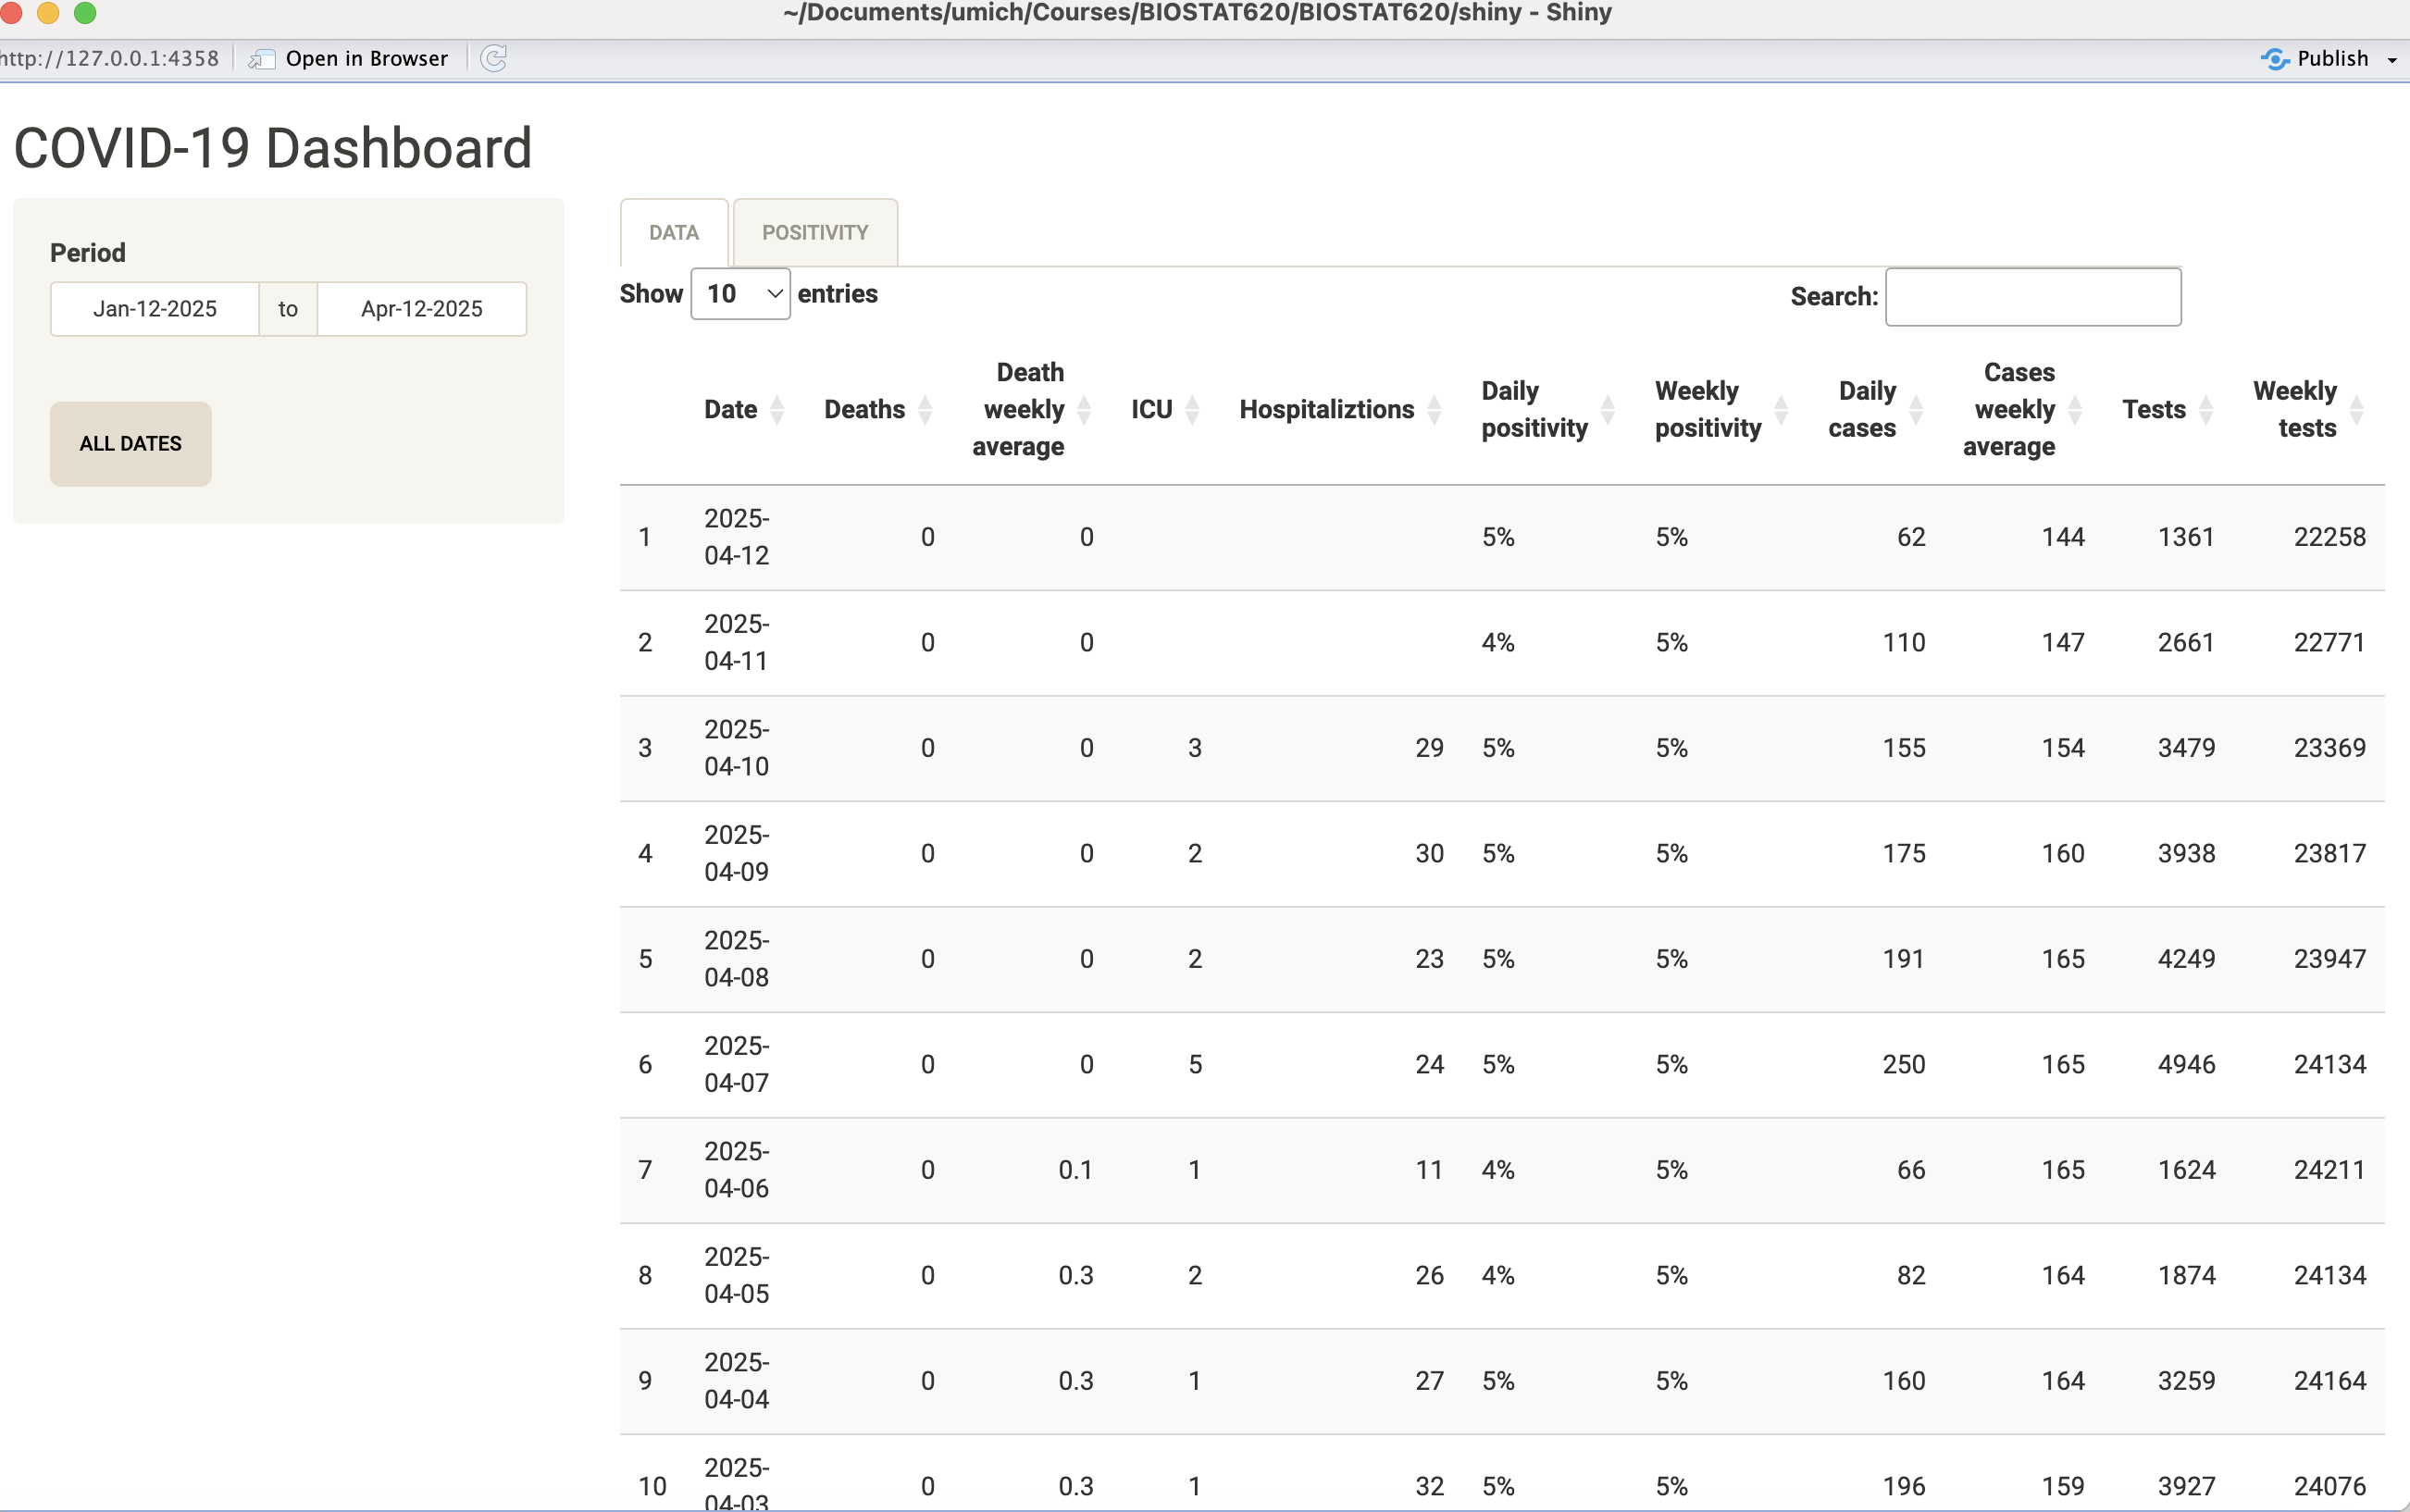 ~/Documents/umich/Courses/BIOSTAT620/BIOSTAT620/shiny - Shiny
http://127.0.0.1:4358 Open in Browser Publish
COVID-19 Dashboard
Period
Jan-12-2025 to Apr-12-2025
ALL DATES
DATA POSITIVITY
Show 10 entries Search:
Date Deaths Death weekly average ICU Hospitaliztions Daily positivity Weekly positivity Daily cases Cases weekly average Tests Weekly tests
1 2025-04-12 0 0 5% 5% 62 144 1361 22258
2 2025-04-11 0 0 4% 5% 110 147 2661 22771
3 2025-04-10 0 0 3 29 5% 5% 155 154 3479 23369
4 2025-04-09 0 0 2 30 5% 5% 175 160 3938 23817
5 2025-04-08 0 0 2 23 5% 5% 191 165 4249 23947
6 2025-04-07 0 0 5 24 5% 5% 250 165 4946 24134
7 2025-04-06 0 0.1 1 11 4% 5% 66 165 1624 24211
8 2025-04-05 0 0.3 2 26 4% 5% 82 164 1874 24134
9 2025-04-04 0 0.3 1 27 5% 5% 160 164 3259 24164
10 2025-04-03 0 0.3 1 32 5% 5% 196 159 3927 24076